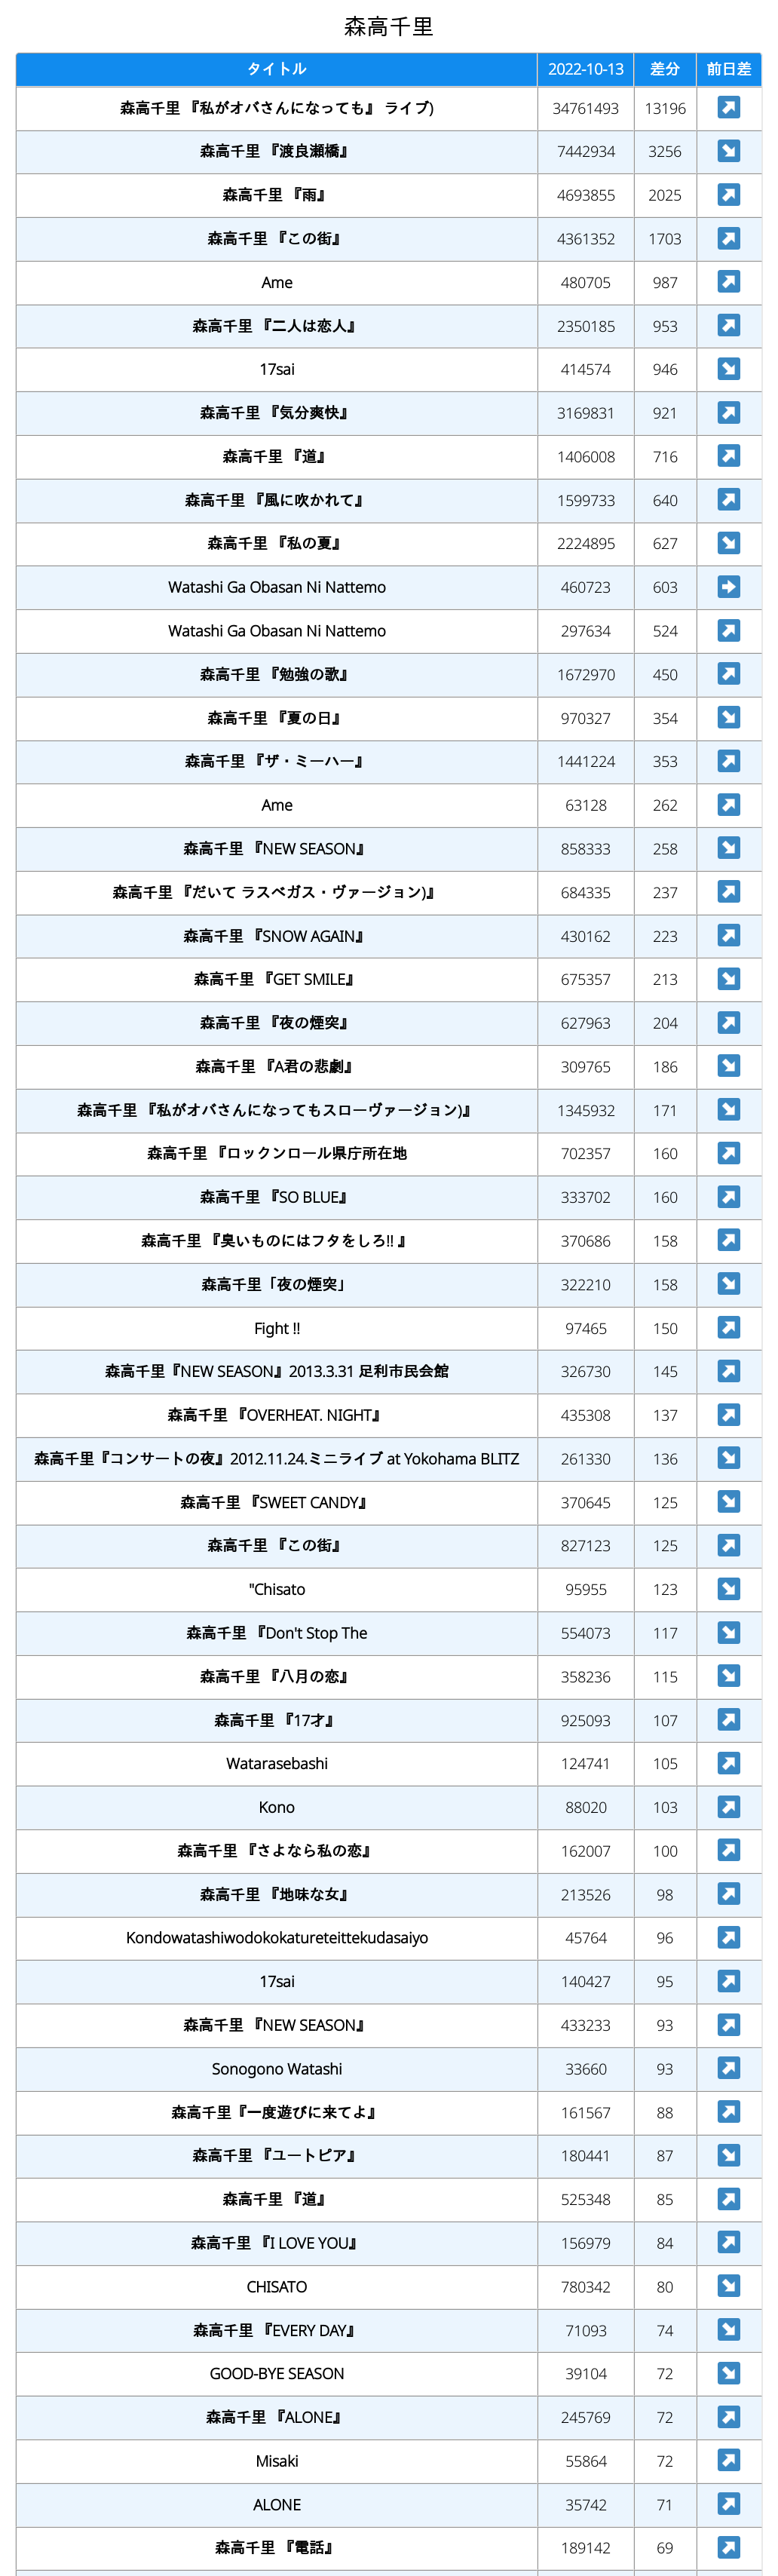 森高千里
タイトル 2022-10-13 差分 前日差
森高千里 『私がオバさんになっても』 ライブ) 34761493 13196
森高千里 『渡良瀬橋』 7442934 3256
森高千里 『雨』 4693855 2025
森高千里 『この街』 4361352 1703
Ame 480705 987
森高千里 『二人は恋人』 2350185 953
17sai 414574 946
森高千里 『気分爽快』 3169831 921
森高千里 『道』 1406008 716
森高千里 『風に吹かれて』 1599733 640
森高千里 『私の夏』 2224895 627
Watashi Ga Obasan Ni Nattemo 460723 603
Watashi Ga Obasan Ni Nattemo 297634 524
森高千里 『勉強の歌』 1672970 450
森高千里 『夏の日』 970327 354
森高千里 『ザ・ミーハー』 1441224 353
Ame 63128 262
森高千里 『NEW SEASON』 858333 258
森高千里 『だいて ラスベガス・ヴァージョン)』 684335 237
森高千里 『SNOW AGAIN』 430162 223
森高千里 『GET SMILE』 675357 213
森高千里 『夜の煙突』 627963 204
森高千里 『A君の悲劇』 309765 186
森高千里 『私がオバさんになってもスローヴァージョン)』 1345932 171
森高千里 『ロックンロール県庁所在地 702357 160
森高千里 『SO BLUE』 333702 160
森高千里 『臭いものにはフタをしろ!! 』 370686 158
森高千里「夜の煙突」 322210 158
Fight !! 97465 150
森高千里『NEW SEASON』2013.3.31 足利市民会館 326730 145
森高千里 『OVERHEAT. NIGHT』 435308 137
森高千里『コンサートの夜』2012.11.24.ミニライブ at Yokohama BLITZ 261330 136
森高千里 『SWEET CANDY』 370645 125
森高千里 『この街』 827123 125
"Chisato 95955 123
森高千里 『Don't Stop The 554073 117
森高千里 『八月の恋』 358236 115
森高千里 『17才』 925093 107
Watarasebashi 124741 105
Kono 88020 103
森高千里 『さよなら私の恋』 162007 100
森高千里 『地味な女』 213526 98
Kondowatashiwodokokatureteittekudasaiyo 45764 96
17sai 140427 95
森高千里 『NEW SEASON』 433233 93
Sonogono Watashi 33660 93
森高千里『一度遊びに来てよ』 161567 88
森高千里 『ユートピア』 180441 87
森高千里 『道』 525348 85
森高千里 『I LOVE YOU』 156979 84
CHISATO 780342 80
森高千里 『EVERY DAY』 71093 74
GOOD-BYE SEASON 39104 72
森高千里 『ALONE』 245769 72
Misaki 55864 72
ALONE 35742 71
森高千里 『電話』 189142 69